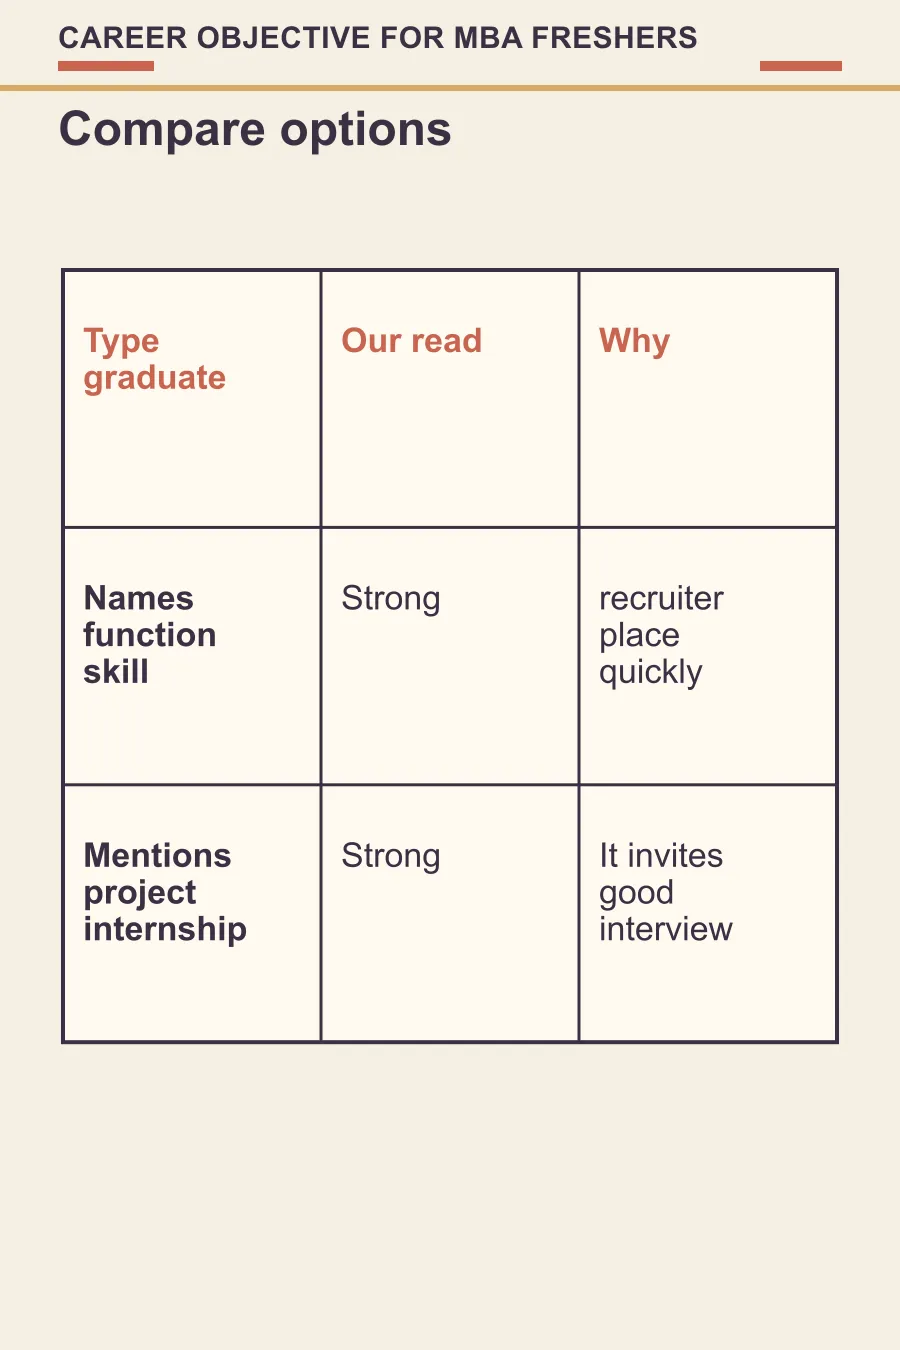 CAREER OBJECTIVE FOR MBA FRESHERS
Compare options
Type
graduate
Our read
Why
Names
function
skill
Strong
recruiter
place
quickly
Mentions
project
internship
Strong
It invites
good
interview